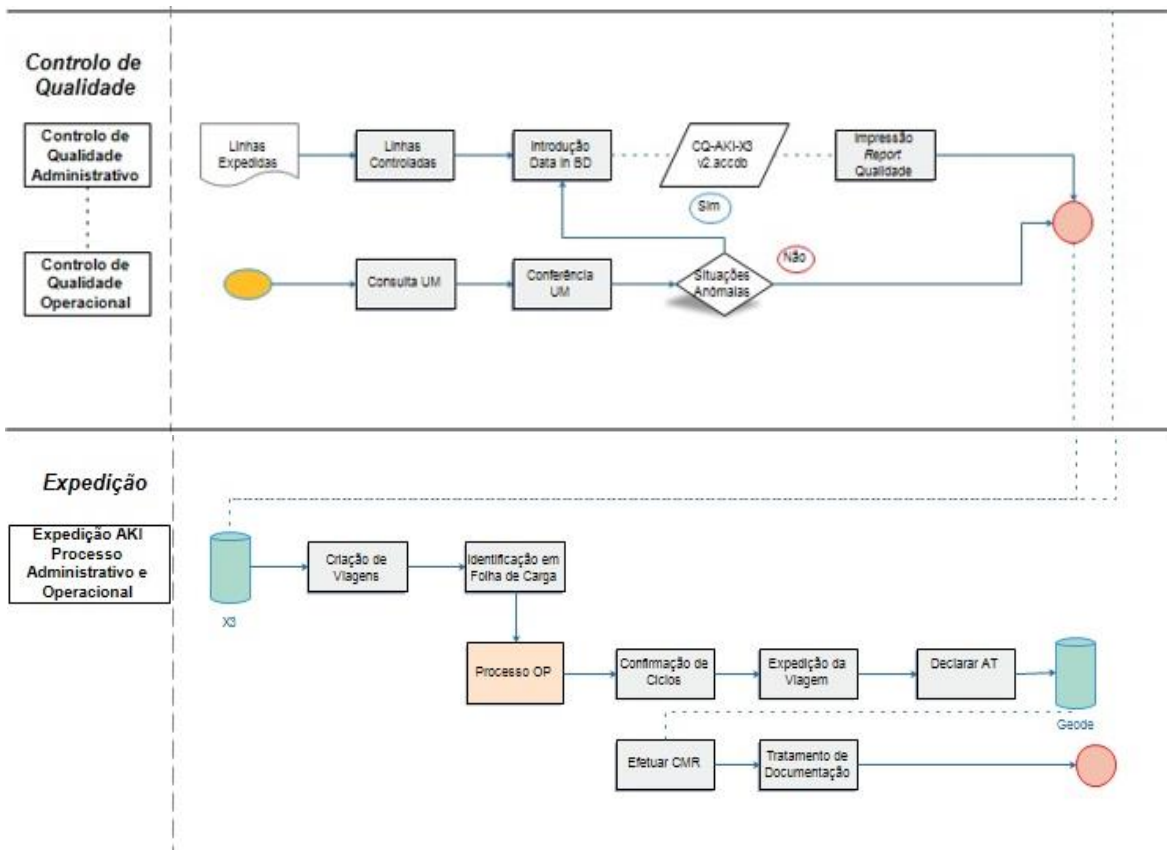 Controlo de
Qualidade
Controlo de
Qualidade
Administrativo
Linhas
Expedidas
Linhas
Controladas
Introdução
Data in BD
CQ-AKI-X3
v2.accdb
Impressão
Report
Qualidade
Sim
Não
Controlo de
Qualidade
Operacional
Consulta UM
Conferência
UM
Situações
Anómalas
Expedição
Expedição AKI
Processo
Administrativo e
Operacional
X3
Criação de
Viagens
Identificação em
Folha de Carga
Processo OP
Confirmação de
Ciclos
Expedição da
Viagem
Declarar AT
Geode
Efetuar CMR
Tratamento de
Documentação